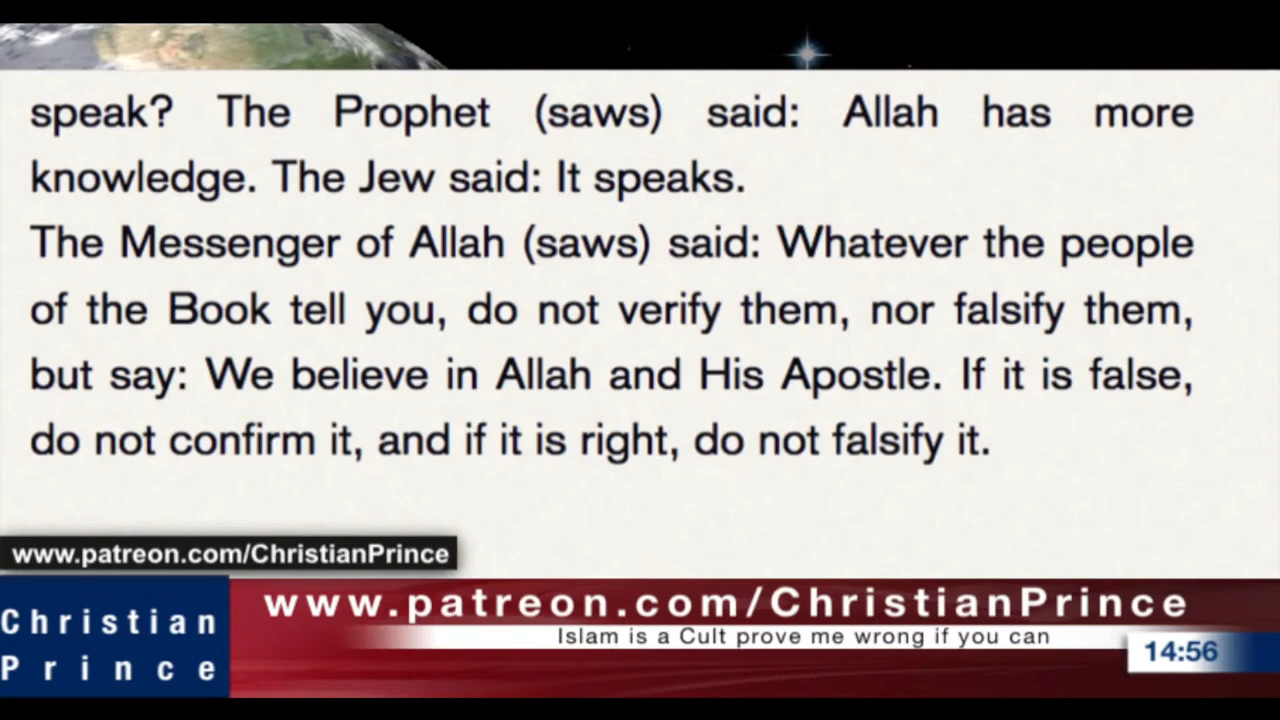 speak? The Prophet (saws) said: Allah has more
knowledge. The Jew said: It speaks.
The Messenger of Allah (saws) said: Whatever the people
of the Book tell you, do not verify them, nor falsify them,
but say: We believe in Allah and His Apostle. If it is false,
do not confirm it, and if it is right, do not falsify it.
www.patreon.com/ChristianPrince
Christian
Prince
www.patreon.com/ChristianPrince
Islam is a Cult prove me wrong if you can
14:56